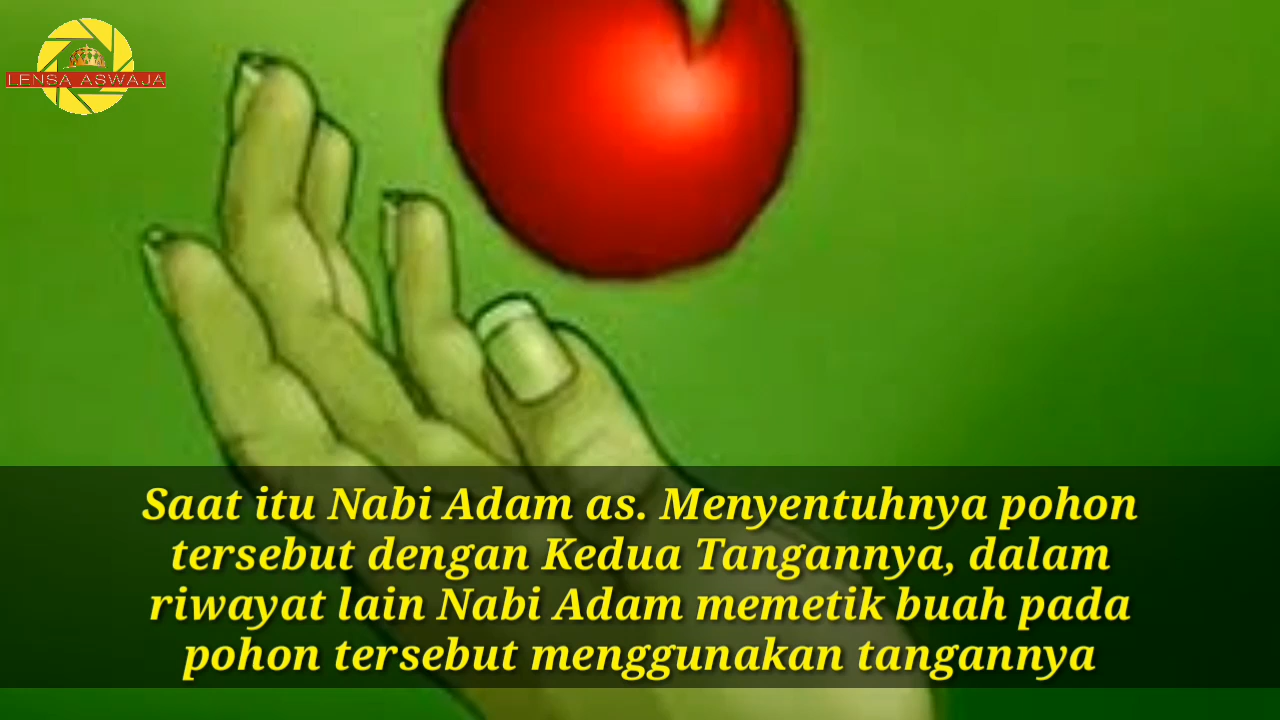 LENSA ASWAJA
Saat itu Nabi Adam as. Menyentuhnya pohon
tersebut dengan Kedua Tangannya, dalam
riwayat lain Nabi Adam memetik buah pada
pohon tersebut menggunakan tangannya